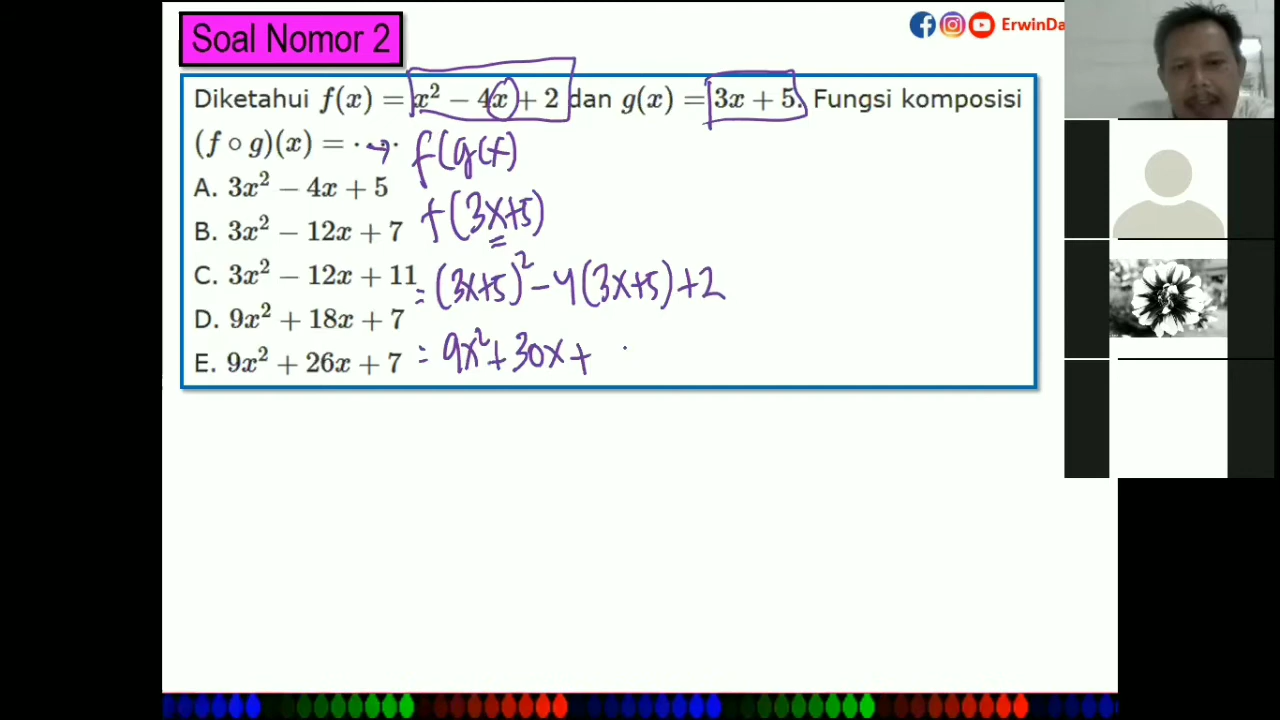 Soal Nomor 2
ErwinDa
Diketahui f(x) = x² − 4x + 2 dan g(x) = 3x + 5. Fungsi komposisi
(f ∘ g)(x) = ⋯ → f(g(x)
A. 3x² − 4x + 5
f(3x+5)
B. 3x² − 12x + 7
C. 3x² − 12x + 11
= (3x+5)² − 4(3x+5) + 2
D. 9x² + 18x + 7
E. 9x² + 26x + 7
= 9x² + 30x +